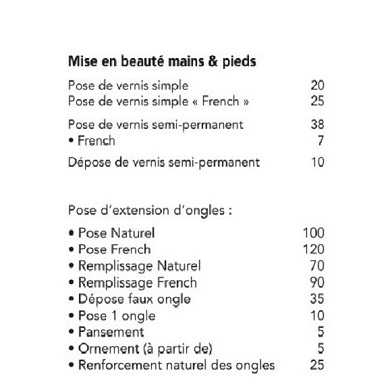 Mise en beauté mains & pieds
Pose de vernis simple 20
Pose de vernis simple « French » 25
Pose de vernis semi-permanent 38
• French 7
Dépose de vernis semi-permanent 10
Pose d'extension d'ongles :
• Pose Naturel 100
• Pose French 120
• Remplissage Naturel 70
• Remplissage French 90
• Dépose faux ongle 35
• Pose 1 ongle 10
• Pansement 5
• Ornement (à partir de) 5
• Renforcement naturel des ongles 25